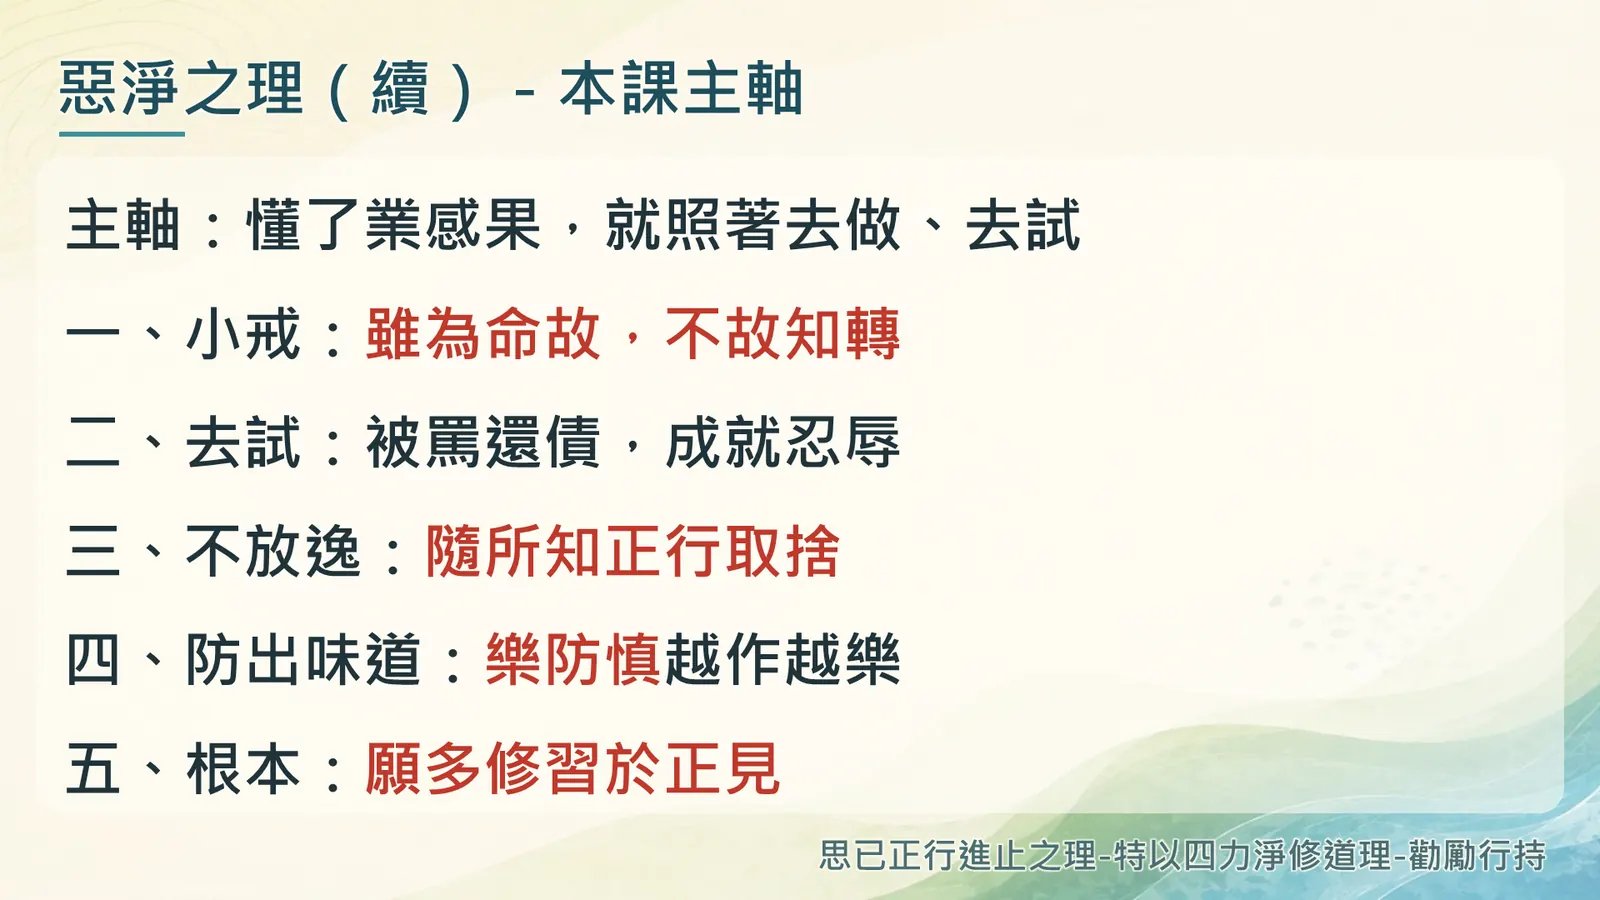 惡淨之理（續）- 本課主軸
主軸：懂了業感果，就照著去做、去試
一、小戒：雖為命故，不故知轉
二、去試：被罵還債，成就忍辱
三、不放逸：隨所知正行取捨
四、防出味道：樂防慎越作越樂
五、根本：願多修習於正見
思已正行進止之理-特以四力淨修道理-勸勵行持